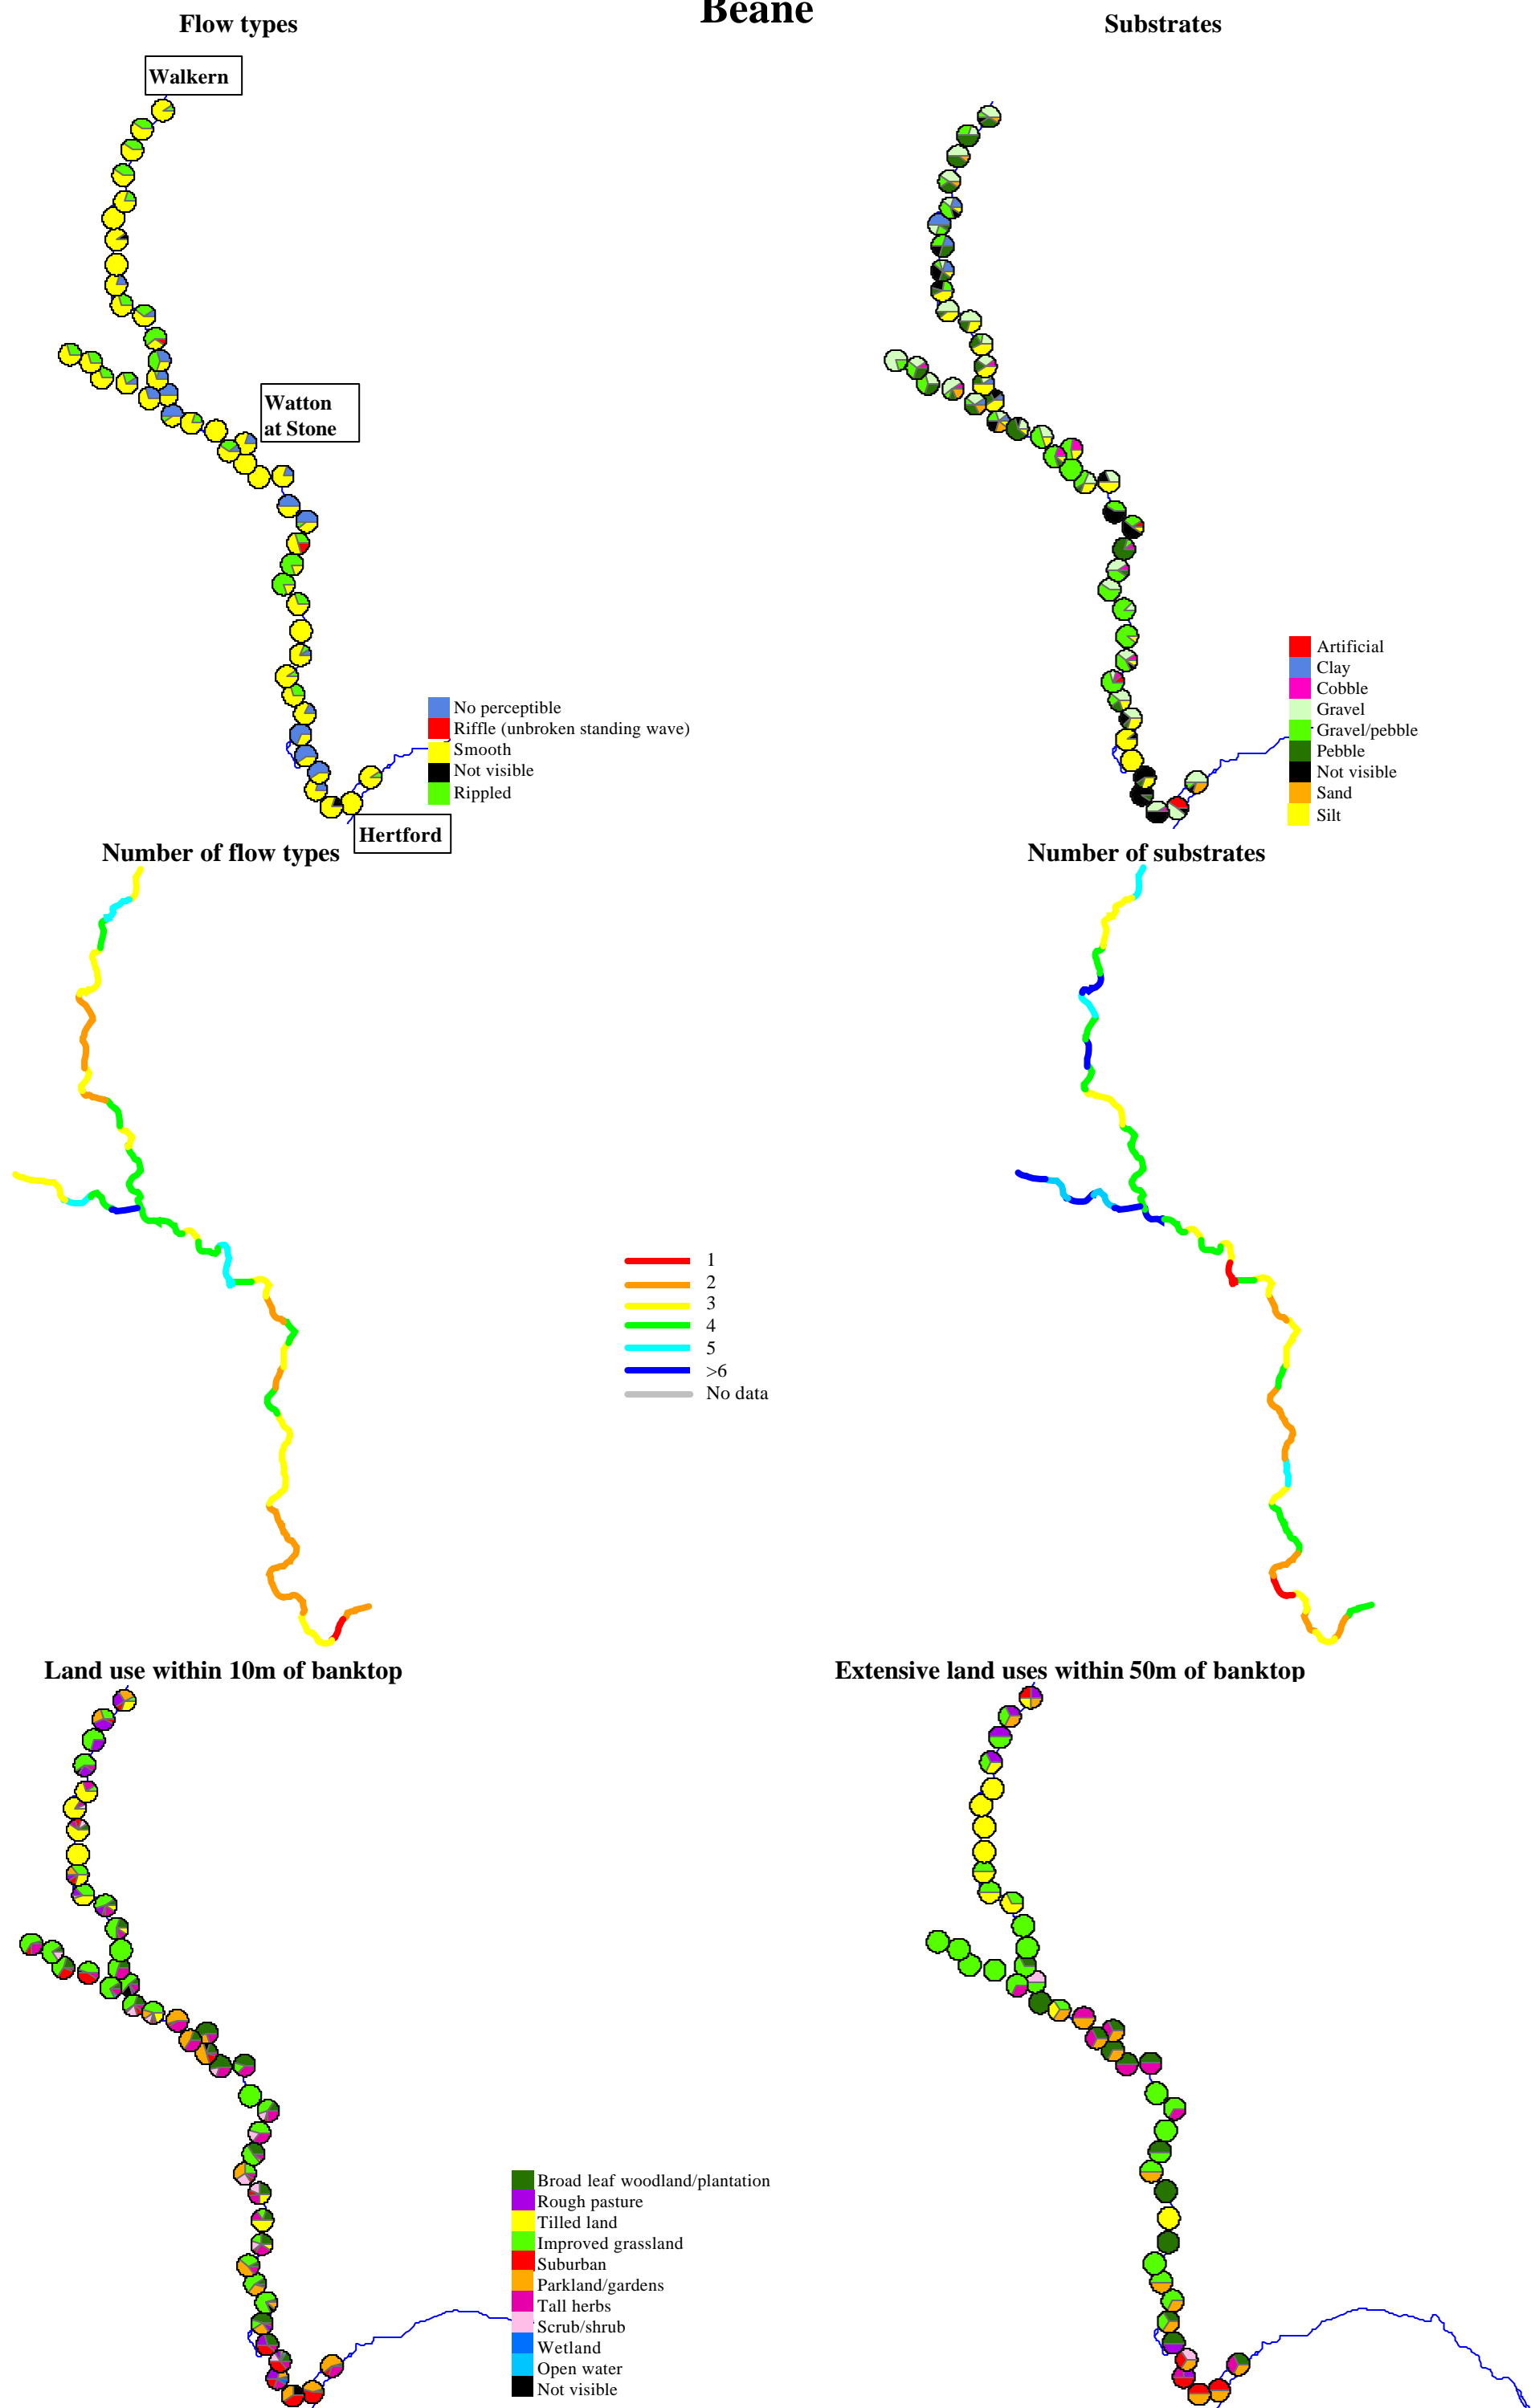 Beane
Flow types
Substrates
Walkern
Watton
at Stone
No perceptible
Riffle (unbroken standing wave)
Smooth
Not visible
Rippled
Hertford
Artificial
Clay
Cobble
Gravel
Gravel/pebble
Pebble
Not visible
Sand
Silt
Number of flow types
Number of substrates
1
2
3
4
5
>6
No data
Land use within 10m of banktop
Extensive land uses within 50m of banktop
Broad leaf woodland/plantation
Rough pasture
Tilled land
Improved grassland
Suburban
Parkland/gardens
Tall herbs
Scrub/shrub
Wetland
Open water
Not visible